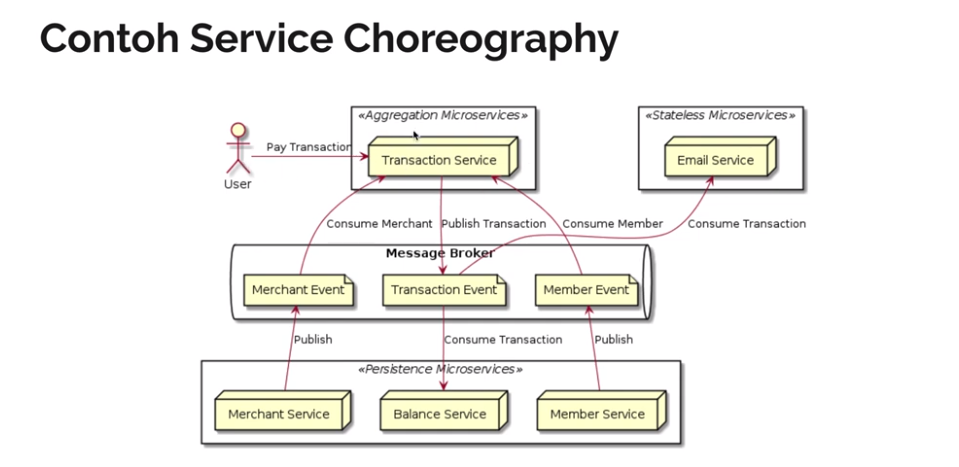 Contoh Service Choreography
«Aggregation Microservices»
«Stateless Microservices»
Pay Transaction
Transaction Service
Email Service
User
Consume Merchant
Publish Transaction
Consume Member
Consume Transaction
Message Broker
Merchant Event
Transaction Event
Member Event
Publish
Consume Transaction
Publish
«Persistence Microservices»
Merchant Service
Balance Service
Member Service